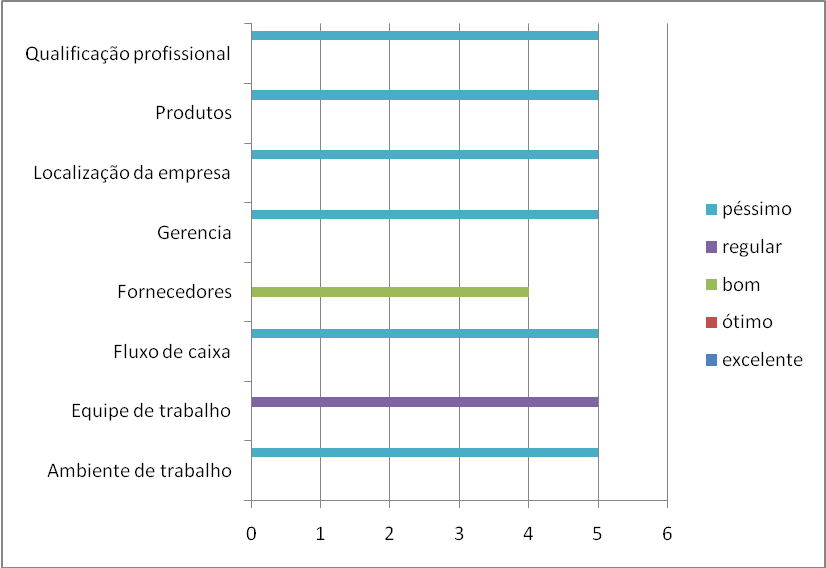 Qualificação profissional
Produtos
Localização da empresa
Gerencia
Fornecedores
Fluxo de caixa
Equipe de trabalho
Ambiente de trabalho
0 1 2 3 4 5 6
péssimo
regular
bom
ótimo
excelente